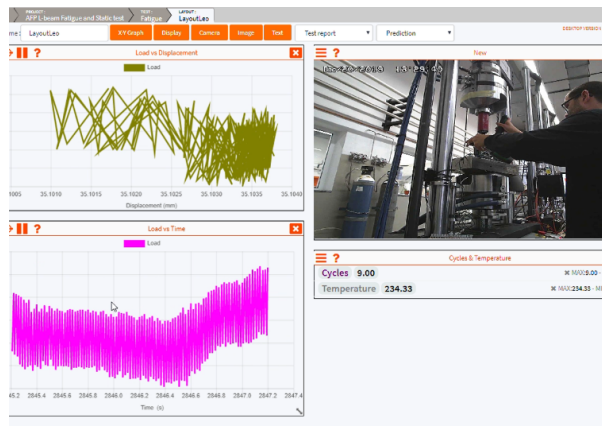 PROJECT: TEST: LAYOUT:
AFP L-beam Fatigue and Static test Fatigue LayoutLeo
me: LayoutLeo X-Y Graph Display Camera Image Text Test report Prediction DESKTOP VERSION
Load vs Displacement
Load
.1005 35.1010 35.1015 35.1020 35.1025 35.1030 35.1035 35.1040
Displacement (mm)
? Load vs Time
Load
45.2 2845.4 2845.6 2845.8 2846.0 2846.2 2846.4 2846.6 2846.8 2847.0 2847.2 2847.4
Time (s)
? New
? Cycles & Temperature
Cycles 9.00 MAX:9.00 -
Temperature 234.33 MAX:234.33 - MI